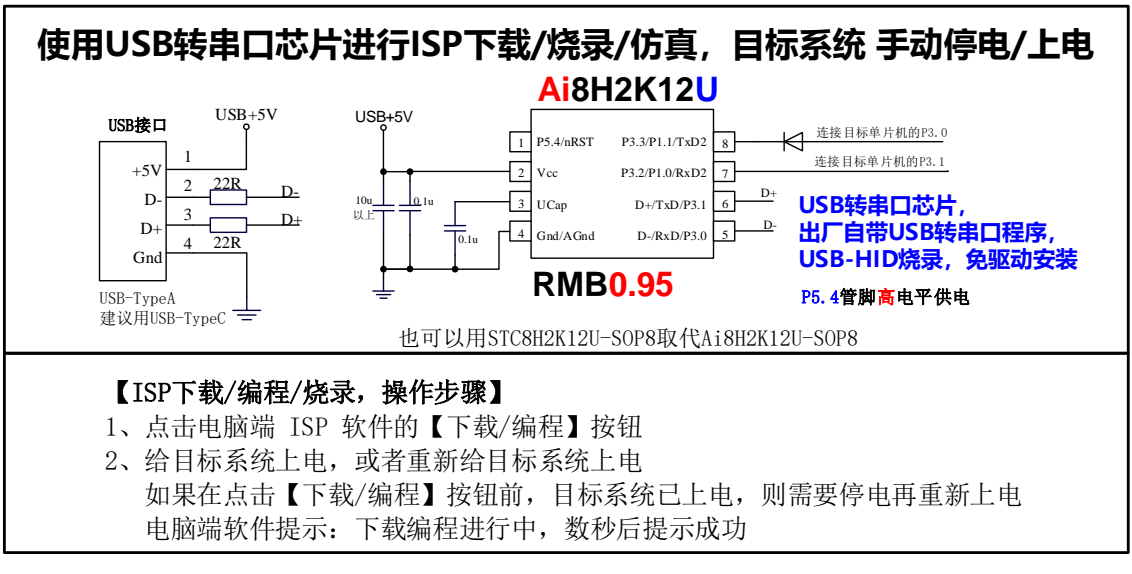 使用USB转串口芯片进行ISP下载/烧录/仿真，目标系统 手动停电/上电
Ai8H2K12U
USB接口
USB+5V
+5V
1
D-
2
22R
D-
D+
3
22R
D+
Gnd
4
USB-TypeA
建议用USB-TypeC
USB+5V
10u
以上
0.1u
0.1u
1 P5.4/nRST
2 Vcc
3 UCap
4 Gnd/AGnd
P3.3/P1.1/TxD2 8
P3.2/P1.0/RxD2 7
D+/TxD/P3.1 6
D-/RxD/P3.0 5
连接目标单片机的P3.0
连接目标单片机的P3.1
D+
D-
RMB0.95
USB转串口芯片，
出厂自带USB转串口程序，
USB-HID烧录，免驱动安装
P5.4管脚高电平供电
也可以用STC8H2K12U-SOP8取代Ai8H2K12U-SOP8
【ISP下载/编程/烧录，操作步骤】
1、点击电脑端 ISP 软件的【下载/编程】按钮
2、给目标系统上电，或者重新给目标系统上电
如果在点击【下载/编程】按钮前，目标系统已上电，则需要停电再重新上电
电脑端软件提示：下载编程进行中，数秒后提示成功